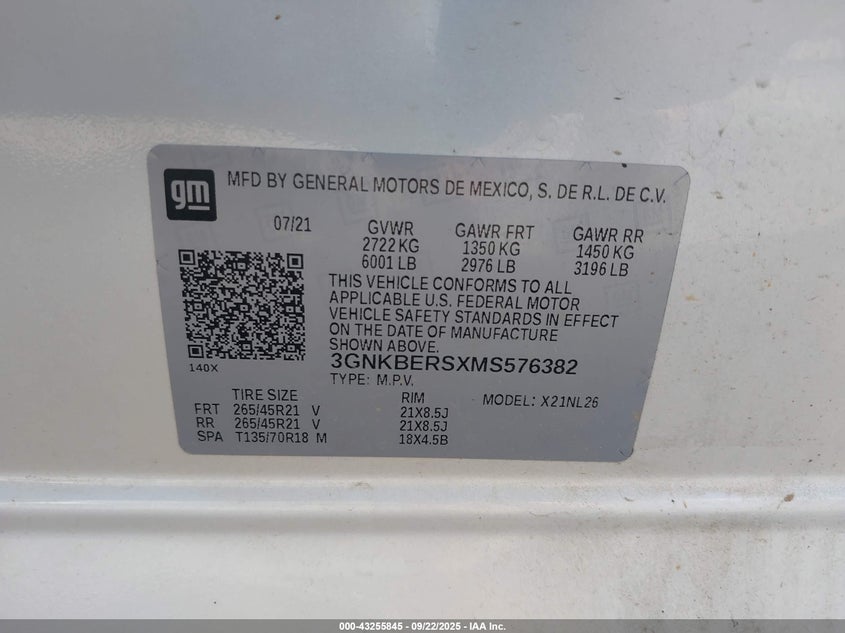 gm MFD BY GENERAL MOTORS DE MEXICO, S. DE R.L. DE C.V.
07/21 GVWR GAWR FRT GAWR RR
2722 KG 1350 KG 1450 KG
6001 LB 2976 LB 3196 LB
THIS VEHICLE CONFORMS TO ALL
APPLICABLE U.S. FEDERAL MOTOR
VEHICLE SAFETY STANDARDS IN EFFECT
ON THE DATE OF MANUFACTURE
SHOWN ABOVE.
140X
3GNKBERSXMS576382
TYPE: M.P.V.
TIRE SIZE RIM MODEL: X21NL26
FRT 265/45R21 V 21X8.5J
RR 265/45R21 V 21X8.5J
SPA T135/70R18 M 18X4.5B
000-43255845 - 09/22/2025 - IAA Inc.